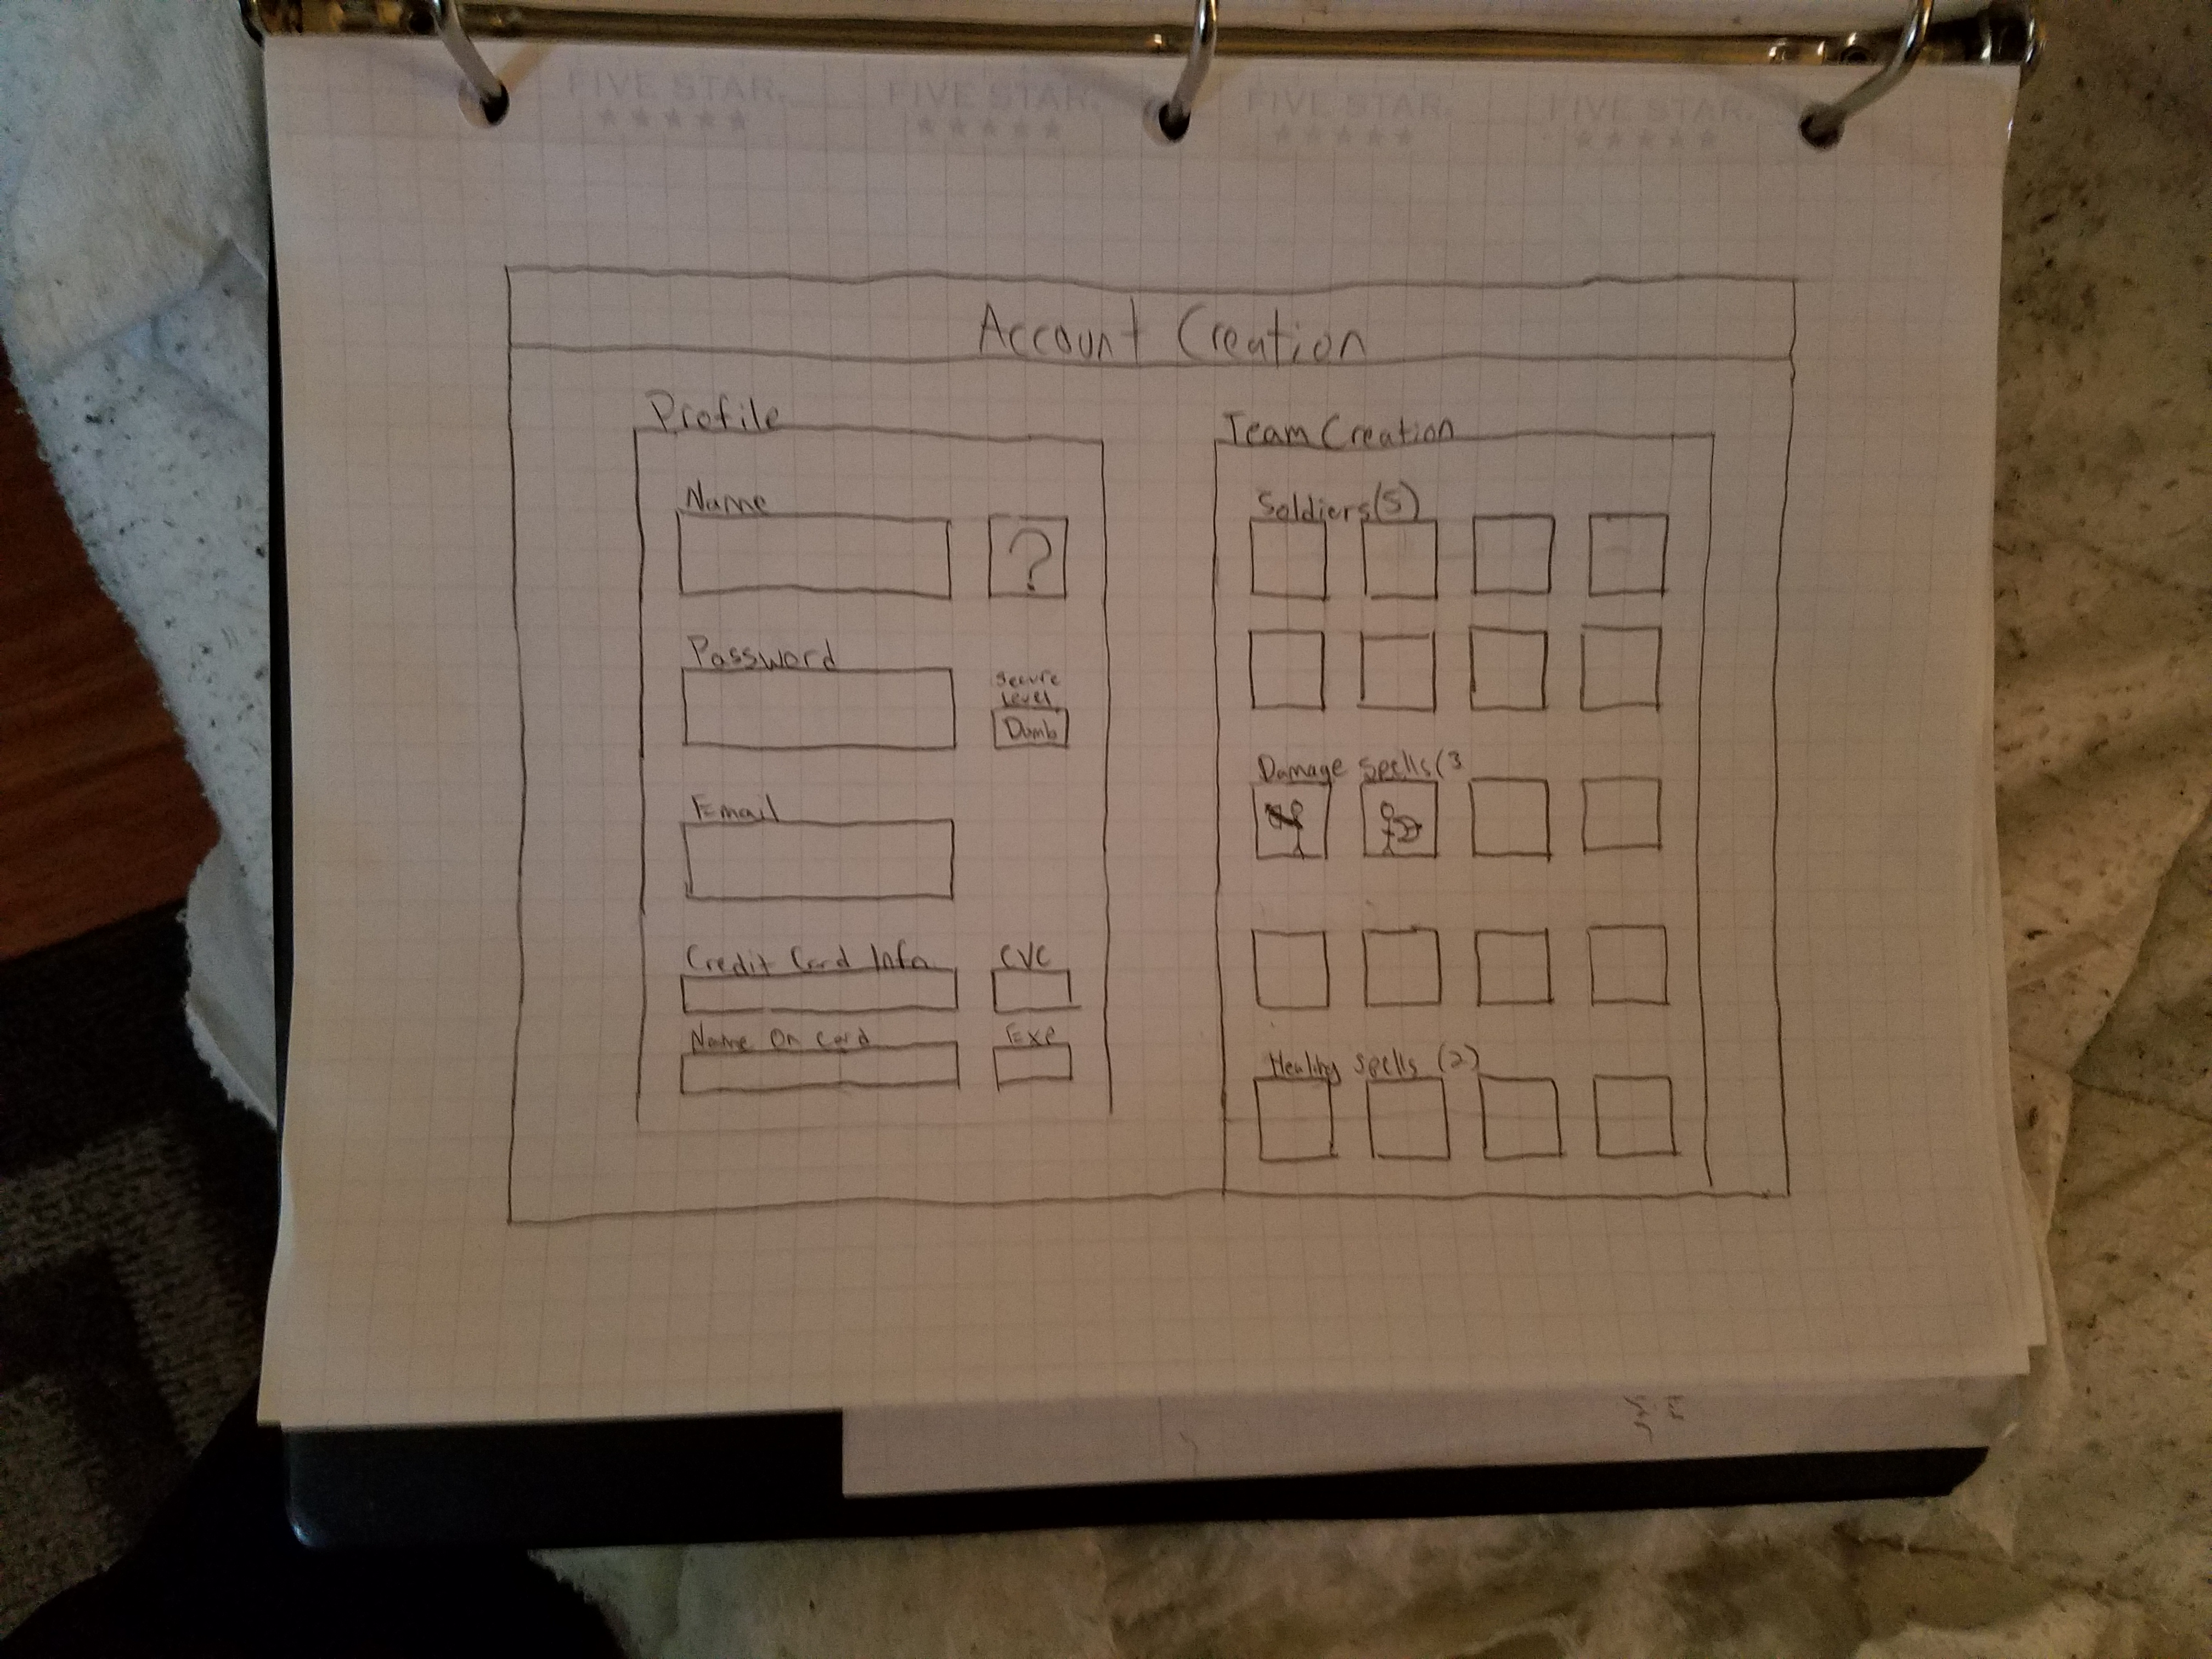 FIVE STAR. FIVE STAR. FIVE STAR. FIVE STAR.
Account Creation
Profile
Name
?
Password
Secure
Level
Dumb
Email
Credit Card Info
CVC
Name On Card
EXP
Team Creation
Soldiers(5)
Damage Spells(3
Healing Spells (2)